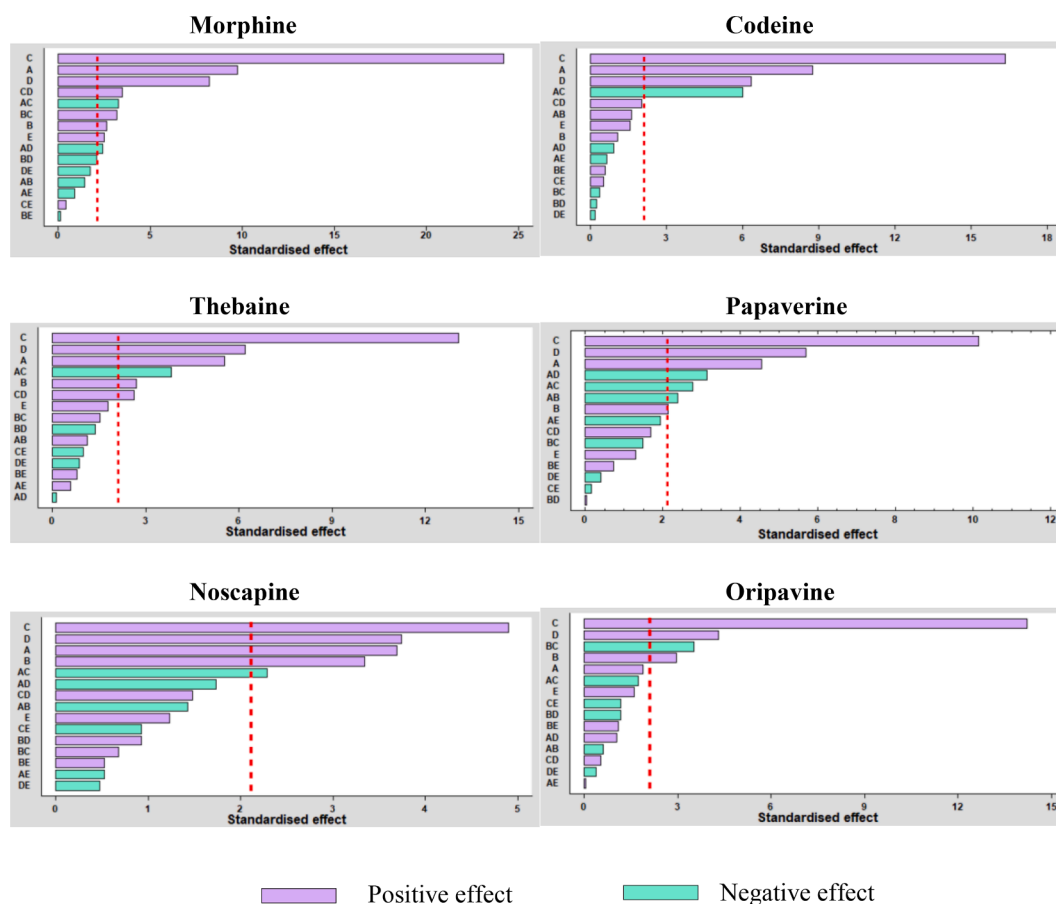 Morphine
C
A
D
CD
AC
BC
B
E
AD
BD
DE
AB
AE
CE
BE
0 5 10 15 20 25
Standardised effect
Codeine
C
A
D
AC
CD
AB
E
B
AD
AE
BE
CE
BC
BD
DE
0 3 6 9 12 15 18
Standardised effect
Thebaine
C
D
A
AC
B
CD
E
BC
BD
AB
CE
DE
BE
AE
AD
0 3 6 9 12 15
Standardised effect
Papaverine
C
D
A
AD
AC
AB
B
AE
CD
BC
E
BE
DE
CE
BD
0 2 4 6 8 10 12
Standardised effect
Noscapine
C
D
A
B
AC
AD
CD
AB
E
CE
BD
BC
BE
AE
DE
0 1 2 3 4 5
Standardised effect
Oripavine
C
D
BC
B
A
AC
E
CE
BD
BE
AD
AB
CD
DE
AE
0 3 6 9 12 15
Standardised effect
Positive effect
Negative effect